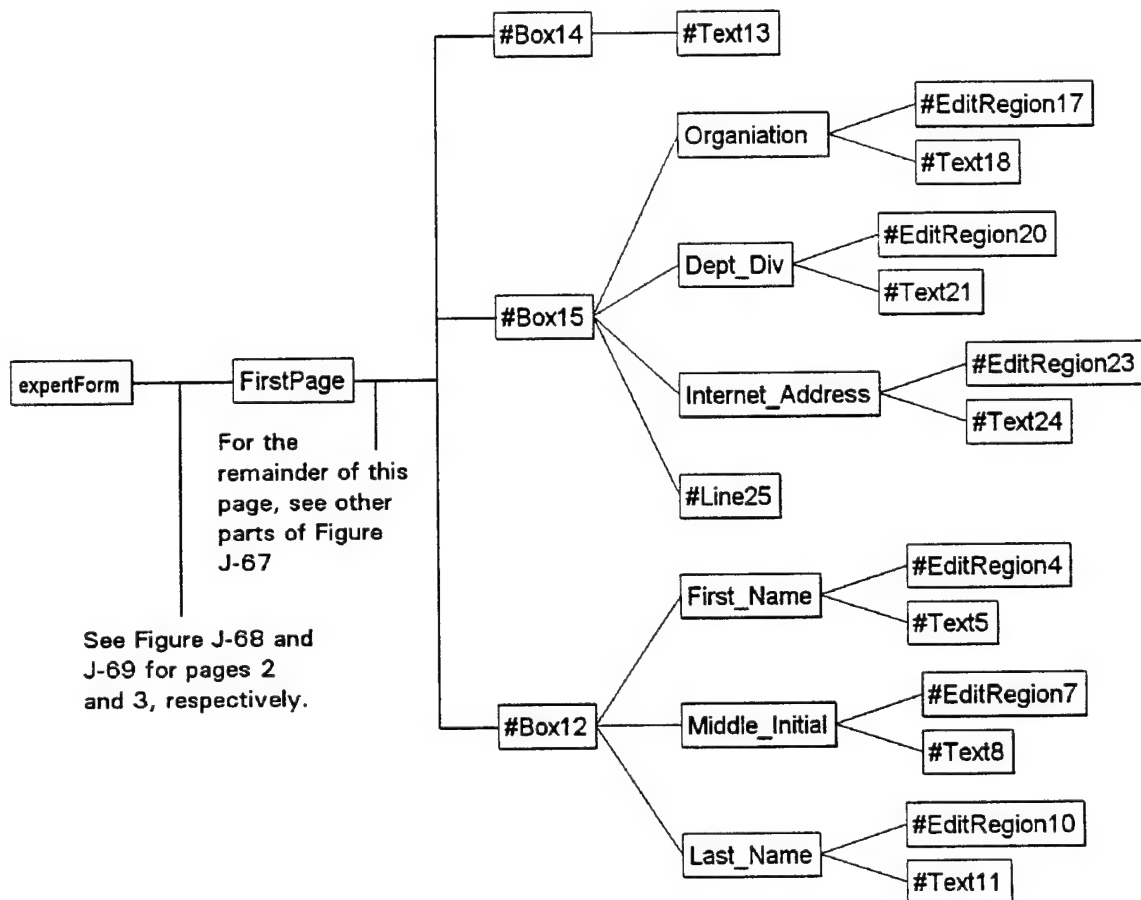 #Box14
#Text13
#EditRegion17
Organiation
#Text18
#EditRegion20
Dept_Div
#Text21
#Box15
#EditRegion23
expertForm
FirstPage
Internet_Address
#Text24
For the
remainder of this
page, see other
parts of Figure
J-67
#Line25
#EditRegion4
First_Name
#Text5
See Figure J-68 and
J-69 for pages 2
and 3, respectively.
#EditRegion7
#Box12
Middle_Initial
#Text8
#EditRegion10
Last_Name
#Text11